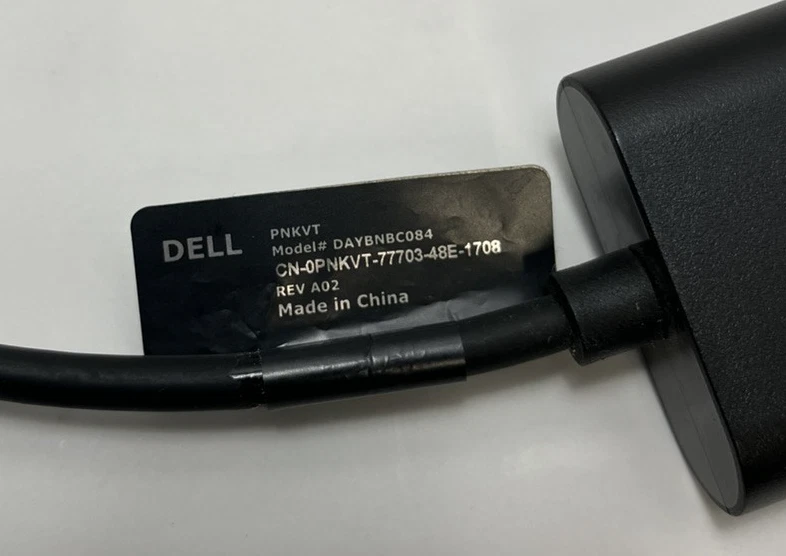 DELL
PNKVT
Model# DAYBNBC084
CN-0PNKVT-77703-48E-1708
REV A02
Made in China